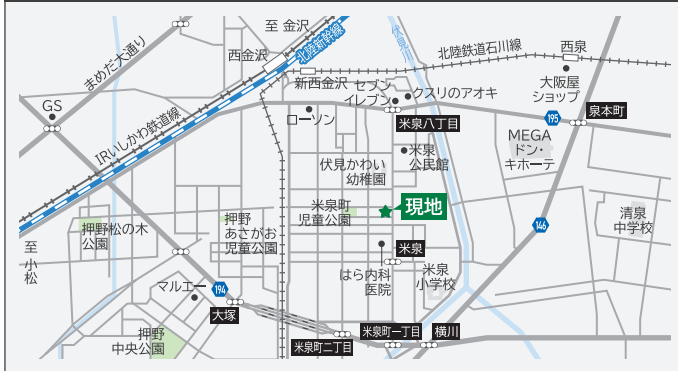 至 金沢
伏見川
北陸新幹線
北陸鉄道石川線
西泉
まめだ大通り
西金沢
新西金沢
セブン
イレブン
クスリのアオキ
大阪屋
ショップ
GS
ローソン
米泉八丁目
195
泉本町
IRいしかわ鉄道線
MEGA
ドン・
キホーテ
米泉
公民館
伏見かわい
幼稚園
米泉町
児童公園
現地
清泉
中学校
押野松の木
公園
押野
あさがお
児童公園
146
至
小松
米泉
はら内科
医院
米泉
小学校
マルエー
194
大塚
押野
中央公園
米泉町二丁目
米泉町一丁目
横川